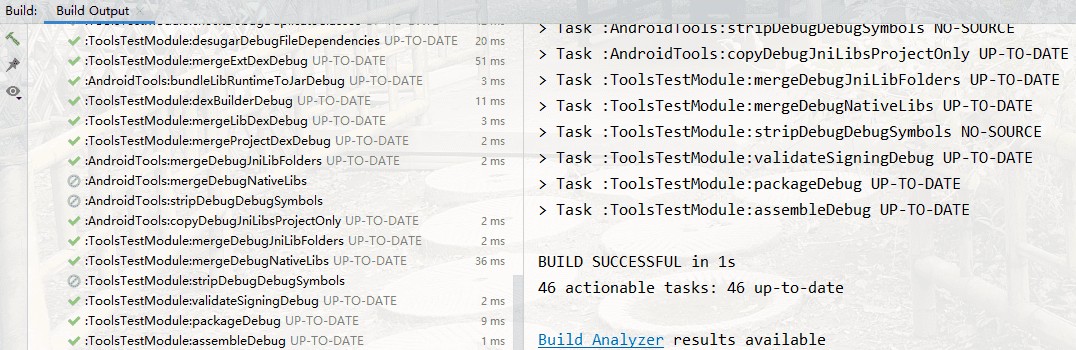 Build: Build Output
:ToolsTestModule:desugarDebugFileDependencies UP-TO-DATE 20 ms
:ToolsTestModule:mergeExtDexDebug UP-TO-DATE 51 ms
:AndroidTools:bundleLibRuntimeToJarDebug UP-TO-DATE 3 ms
:ToolsTestModule:dexBuilderDebug UP-TO-DATE 11 ms
:ToolsTestModule:mergeLibDexDebug UP-TO-DATE 3 ms
:ToolsTestModule:mergeProjectDexDebug UP-TO-DATE 2 ms
:AndroidTools:mergeDebugJniLibFolders UP-TO-DATE 2 ms
:AndroidTools:mergeDebugNativeLibs
:AndroidTools:stripDebugDebugSymbols
:AndroidTools:copyDebugJniLibsProjectOnly UP-TO-DATE 2 ms
:ToolsTestModule:mergeDebugJniLibFolders UP-TO-DATE 2 ms
:ToolsTestModule:mergeDebugNativeLibs UP-TO-DATE 36 ms
:ToolsTestModule:stripDebugDebugSymbols
:ToolsTestModule:validateSigningDebug UP-TO-DATE 2 ms
:ToolsTestModule:packageDebug UP-TO-DATE 9 ms
:ToolsTestModule:assembleDebug UP-TO-DATE 1 ms
> Task :AndroidTools:stripDebugDebugSymbols NO-SOURCE
> Task :AndroidTools:copyDebugJniLibsProjectOnly UP-TO-DATE
> Task :ToolsTestModule:mergeDebugJniLibFolders UP-TO-DATE
> Task :ToolsTestModule:mergeDebugNativeLibs UP-TO-DATE
> Task :ToolsTestModule:stripDebugDebugSymbols NO-SOURCE
> Task :ToolsTestModule:validateSigningDebug UP-TO-DATE
> Task :ToolsTestModule:packageDebug UP-TO-DATE
> Task :ToolsTestModule:assembleDebug UP-TO-DATE
BUILD SUCCESSFUL in 1s
46 actionable tasks: 46 up-to-date
Build Analyzer results available